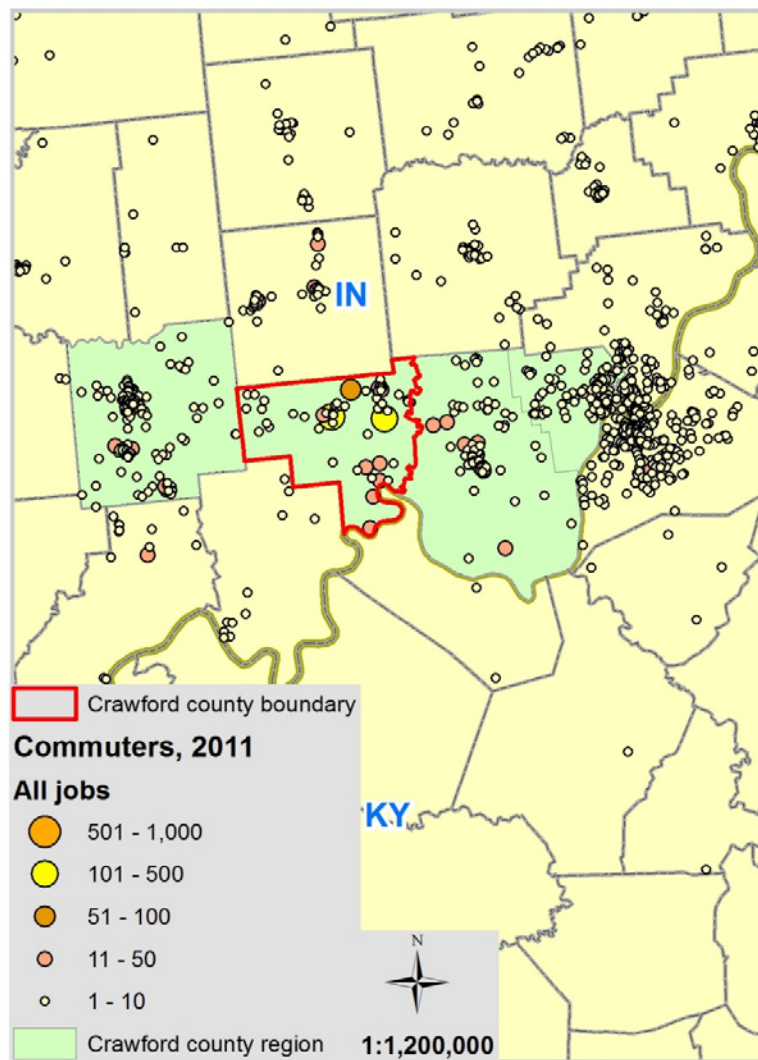 IN
Crawford county boundary
Commuters, 2011
All jobs
KY
501 - 1,000
101 - 500
51 - 100
11 - 50
1 - 10
N
Crawford county region
1:1,200,000